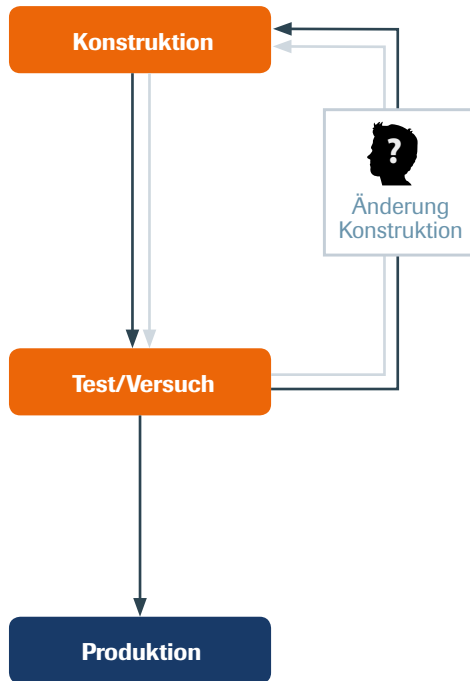 Konstruktion
?
Änderung
Konstruktion
Test/Versuch
Produktion